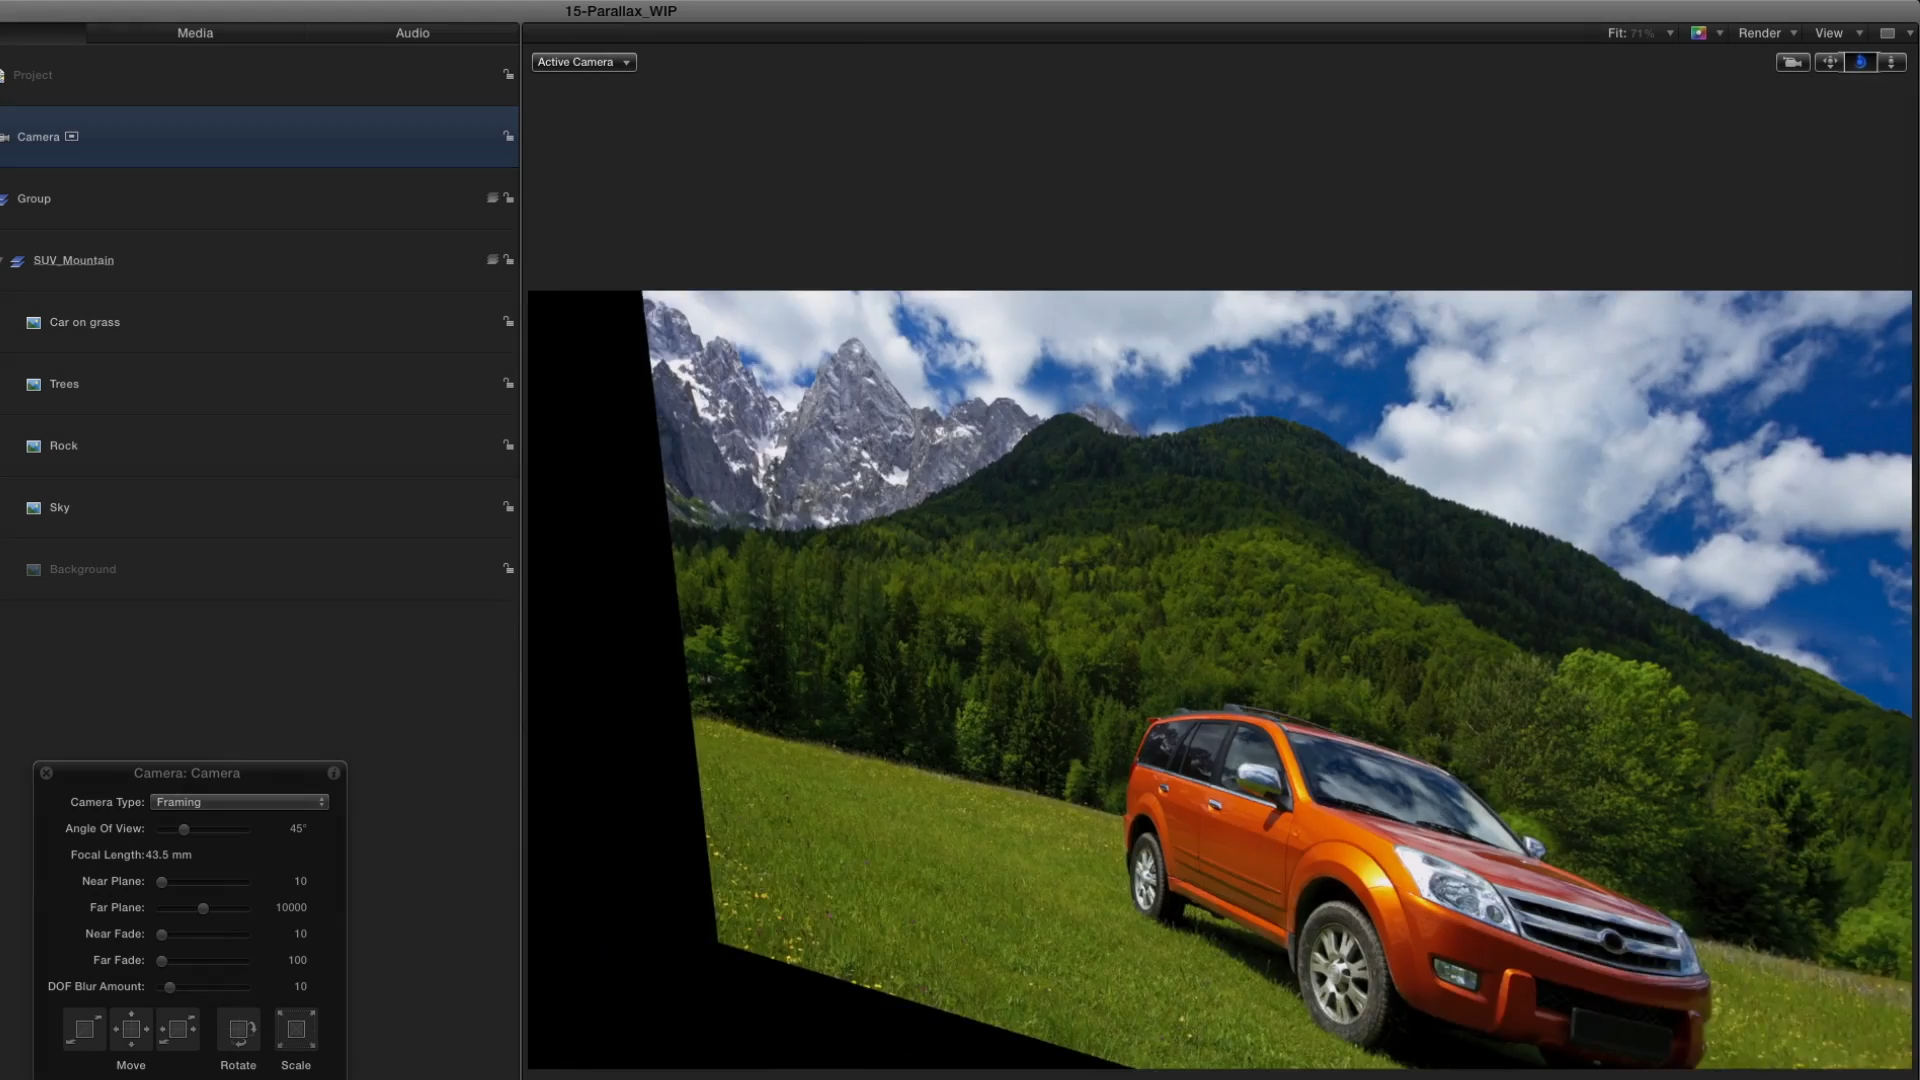 15-Parallax_WIP
Media
Audio
Fit: 71%
Render
View
Active Camera
Project
Camera
Group
SUV_Mountain
Car on grass
Trees
Rock
Sky
Background
Camera: Camera
Camera Type: Framing
Angle Of View: 45°
Focal Length:43.5 mm
Near Plane: 10
Far Plane: 10000
Near Fade: 10
Far Fade: 100
DOF Blur Amount: 10
Move
Rotate
Scale